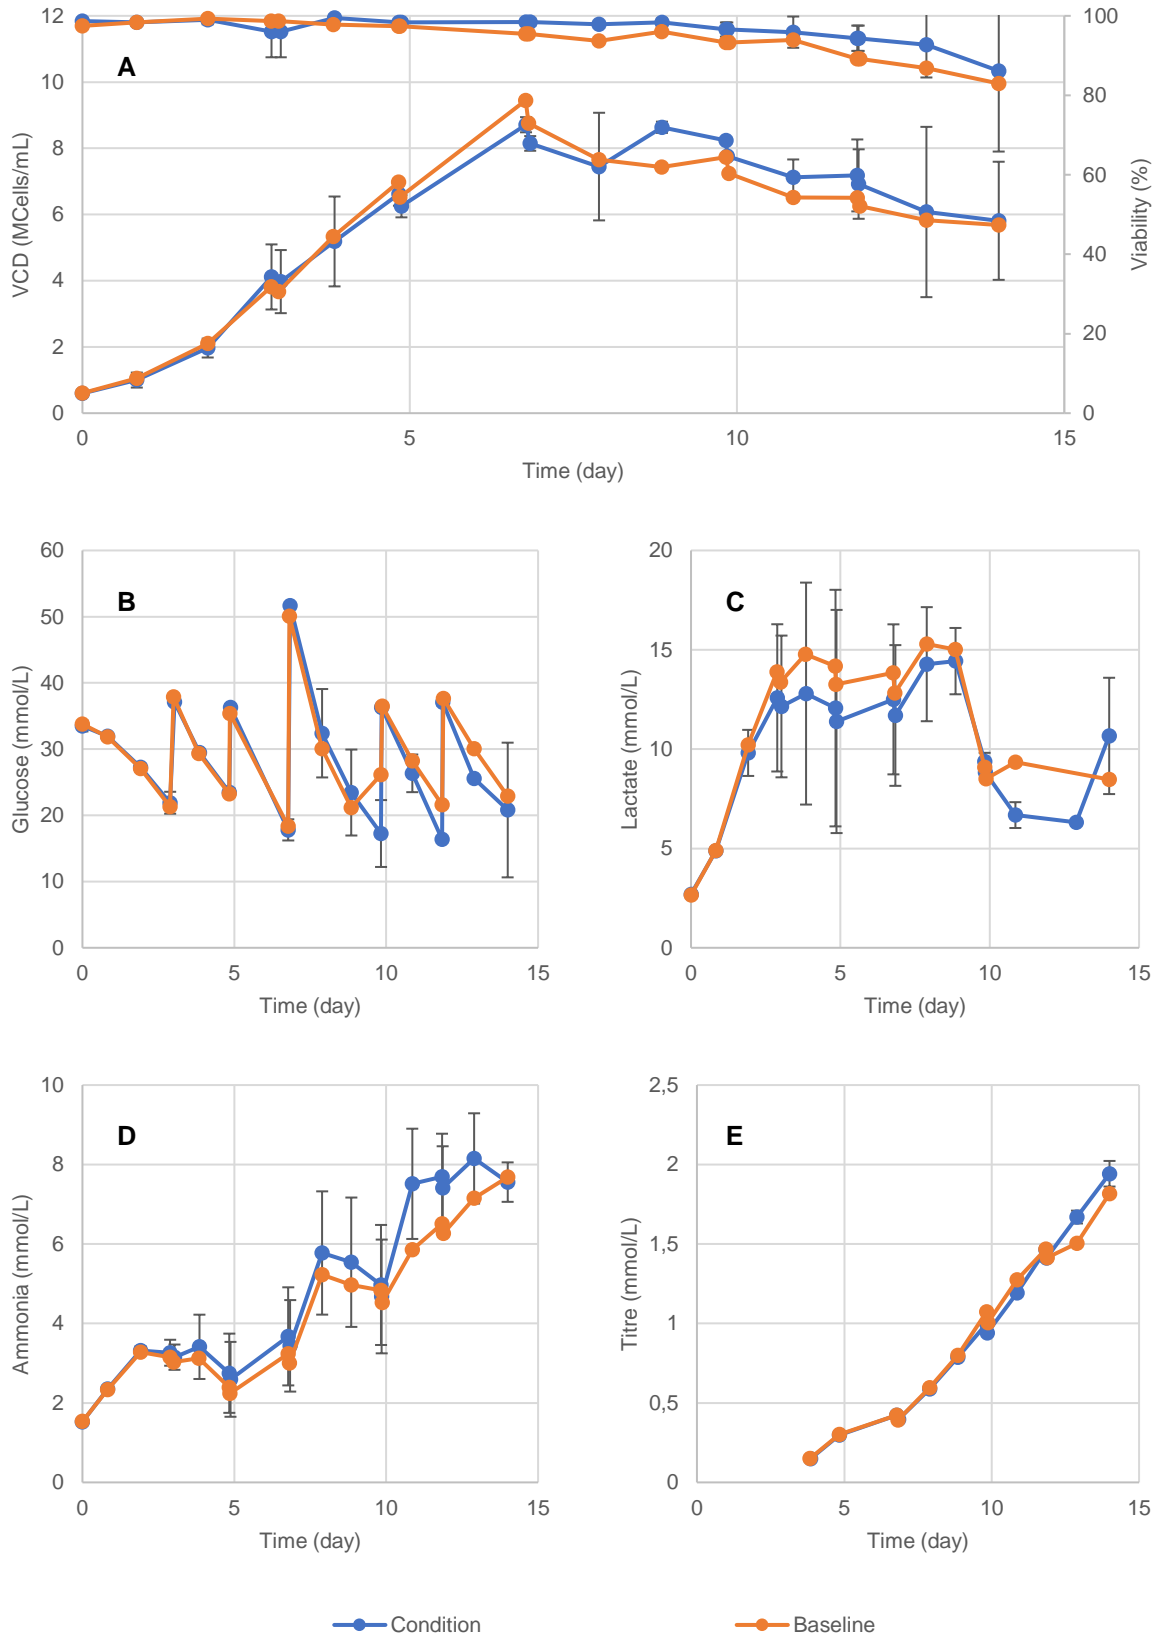 12
10
8
6
4
2
0
A
VCD (MCells/mL)
100
80
60
40
20
0
Viability (%)
0 5 10 15
Time (day)
60
50
40
30
20
10
0
B
Glucose (mmol/L)
0 5 10 15
Time (day)
20
15
10
5
0
C
Lactate (mmol/L)
0 5 10 15
Time (day)
10
8
6
4
2
0
D
Ammonia (mmol/L)
0 5 10 15
Time (day)
2,5
2
1,5
1
0,5
0
E
Titre (mmol/L)
0 5 10 15
Time (day)
Condition Baseline